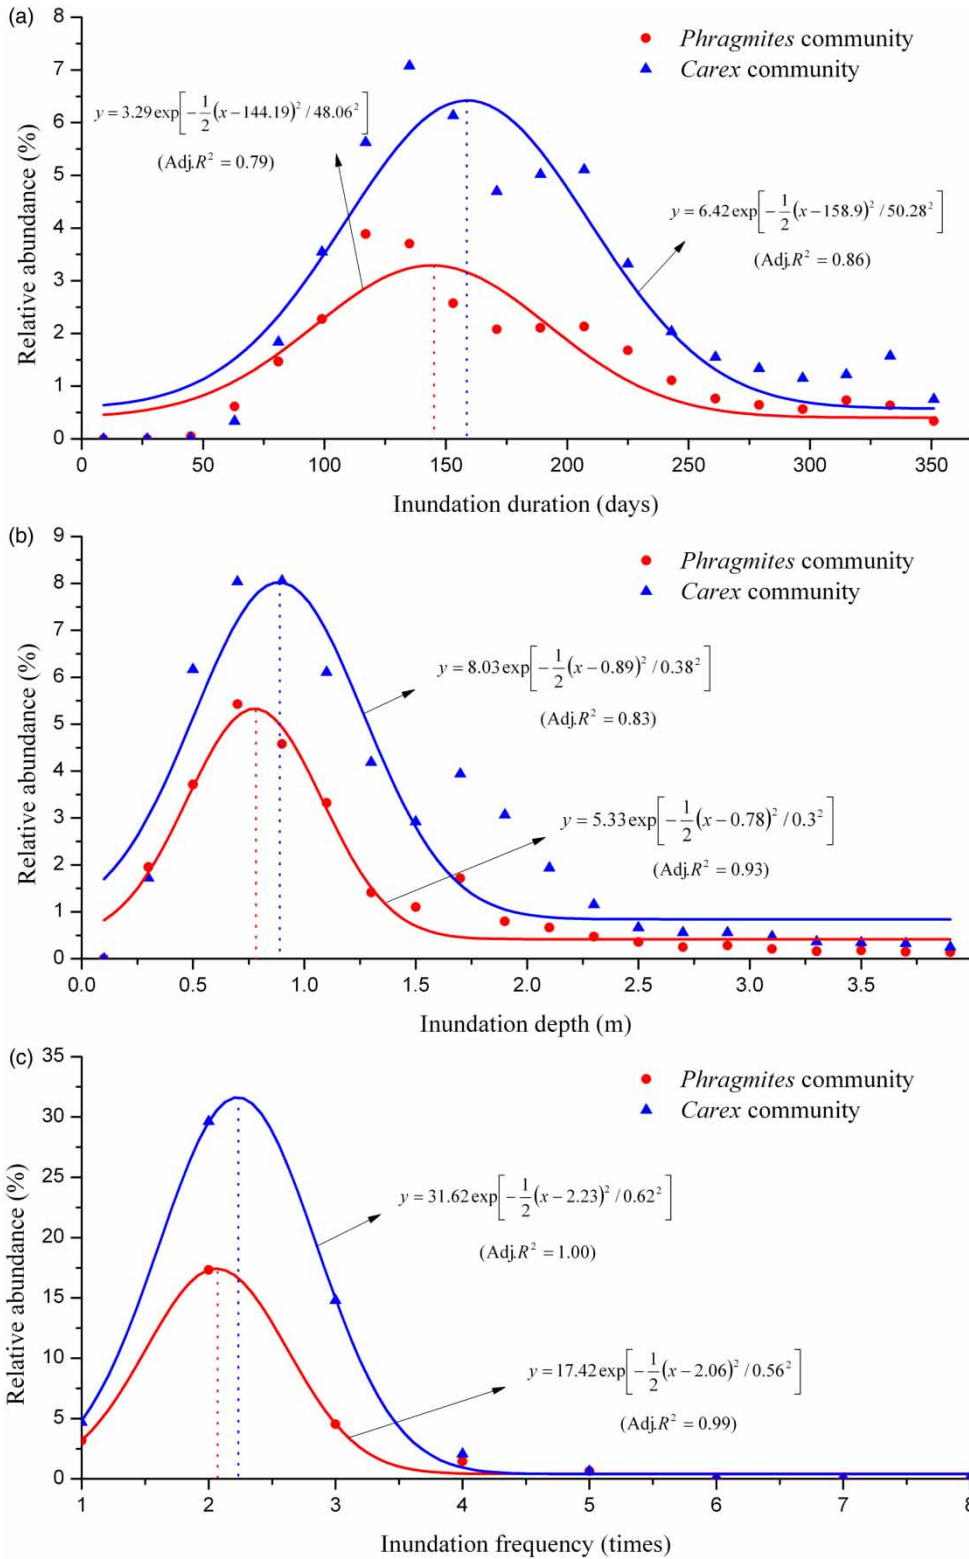 (a)
8
7
6
5
4
3
2
1
0
Relative abundance (%)
Phragmites community
Carex community
y = 3.29 exp[−1/2(x−144.19)²/48.06²]
(Adj.R² = 0.79)
y = 6.42 exp[−1/2(x−158.9)²/50.28²]
(Adj.R² = 0.86)
0 50 100 150 200 250 300 350
Inundation duration (days)
(b)
9
8
7
6
5
4
3
2
1
0
Relative abundance (%)
Phragmites community
Carex community
y = 8.03 exp[−1/2(x−0.89)²/0.38²]
(Adj.R² = 0.83)
y = 5.33 exp[−1/2(x−0.78)²/0.3²]
(Adj.R² = 0.93)
0.0 0.5 1.0 1.5 2.0 2.5 3.0 3.5
Inundation depth (m)
(c)
35
30
25
20
15
10
5
0
Relative abundance (%)
Phragmites community
Carex community
y = 31.62 exp[−1/2(x−2.23)²/0.62²]
(Adj.R² = 1.00)
y = 17.42 exp[−1/2(x−2.06)²/0.56²]
(Adj.R² = 0.99)
1 2 3 4 5 6 7 8
Inundation frequency (times)